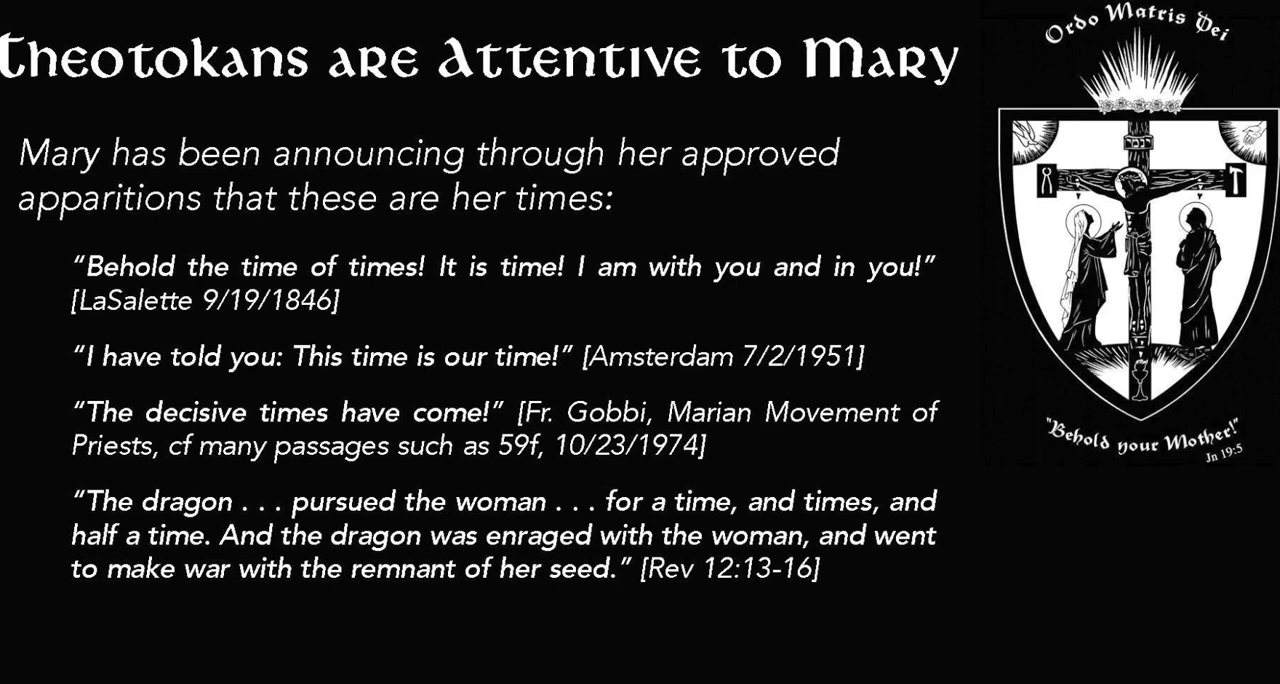 Theotokans are Attentive to Mary
Ordo Matris Dei
Mary has been announcing through her approved
apparitions that these are her times:
“Behold the time of times! It is time! I am with you and in you!”
[LaSalette 9/19/1846]
“I have told you: This time is our time!” [Amsterdam 7/2/1951]
“The decisive times have come!” [Fr. Gobbi, Marian Movement of
Priests, cf many passages such as 59f, 10/23/1974]
“The dragon . . . pursued the woman . . . for a time, and times, and
half a time. And the dragon was enraged with the woman, and went
to make war with the remnant of her seed.” [Rev 12:13-16]
"Behold your Mother!"
Jn 19:5